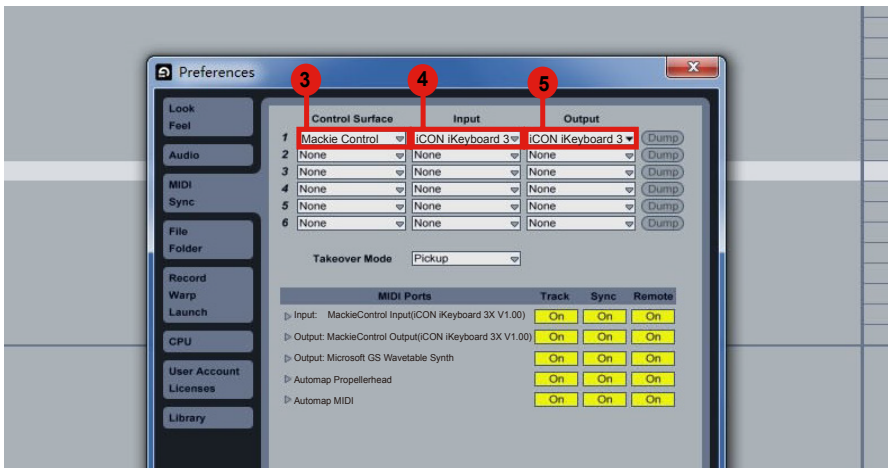 Preferences
x
3 4 5
Look
Feel
Audio
MIDI
Sync
File
Folder
Record
Warp
Launch
CPU
User Account
Licenses
Library
Control Surface Input Output
1 Mackie Control iCON iKeyboard 3 iCON iKeyboard 3 Dump
2 None None None Dump
3 None None None Dump
4 None None None Dump
5 None None None Dump
6 None None None Dump
Takeover Mode Pickup
MIDI Ports Track Sync Remote
Input: MackieControl Input(iCON iKeyboard 3X V1.00) On On On
Output: MackieControl Output(iCON iKeyboard 3X V1.00) On On On
Output: Microsoft GS Wavetable Synth On On On
Automap Propellerhead On On On
Automap MIDI On On On